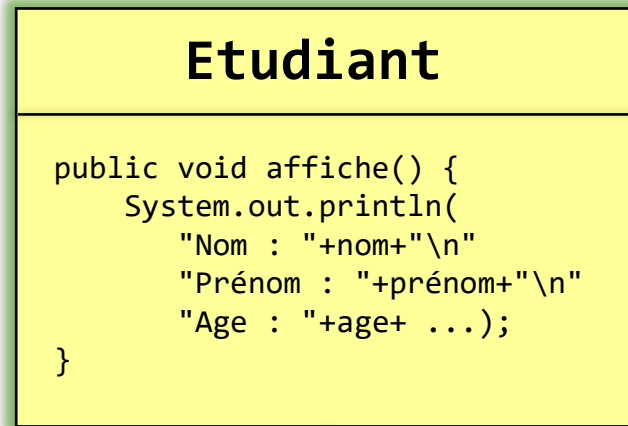 Etudiant
public void affiche() {
System.out.println(
"Nom : "+nom+"\n"
"Prénom : "+prénom+"\n"
"Age : "+age+ ...);
}